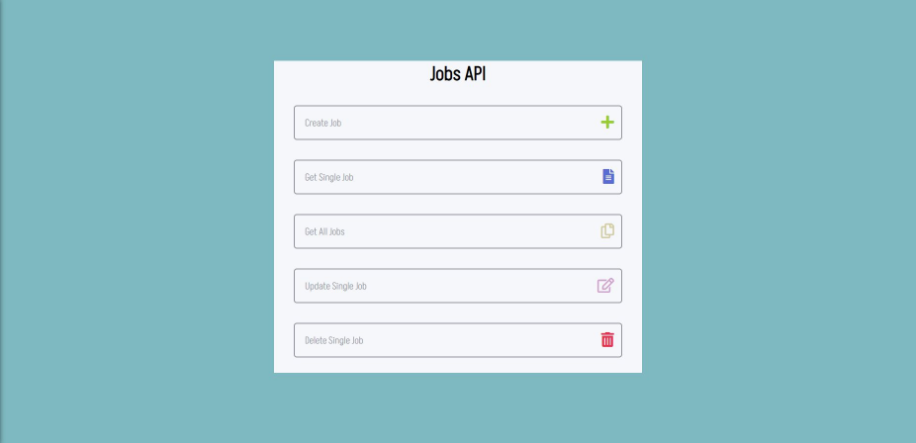 Jobs API
Create Job
Get Single Job
Get All Jobs
Update Single Job
Delete Single Job